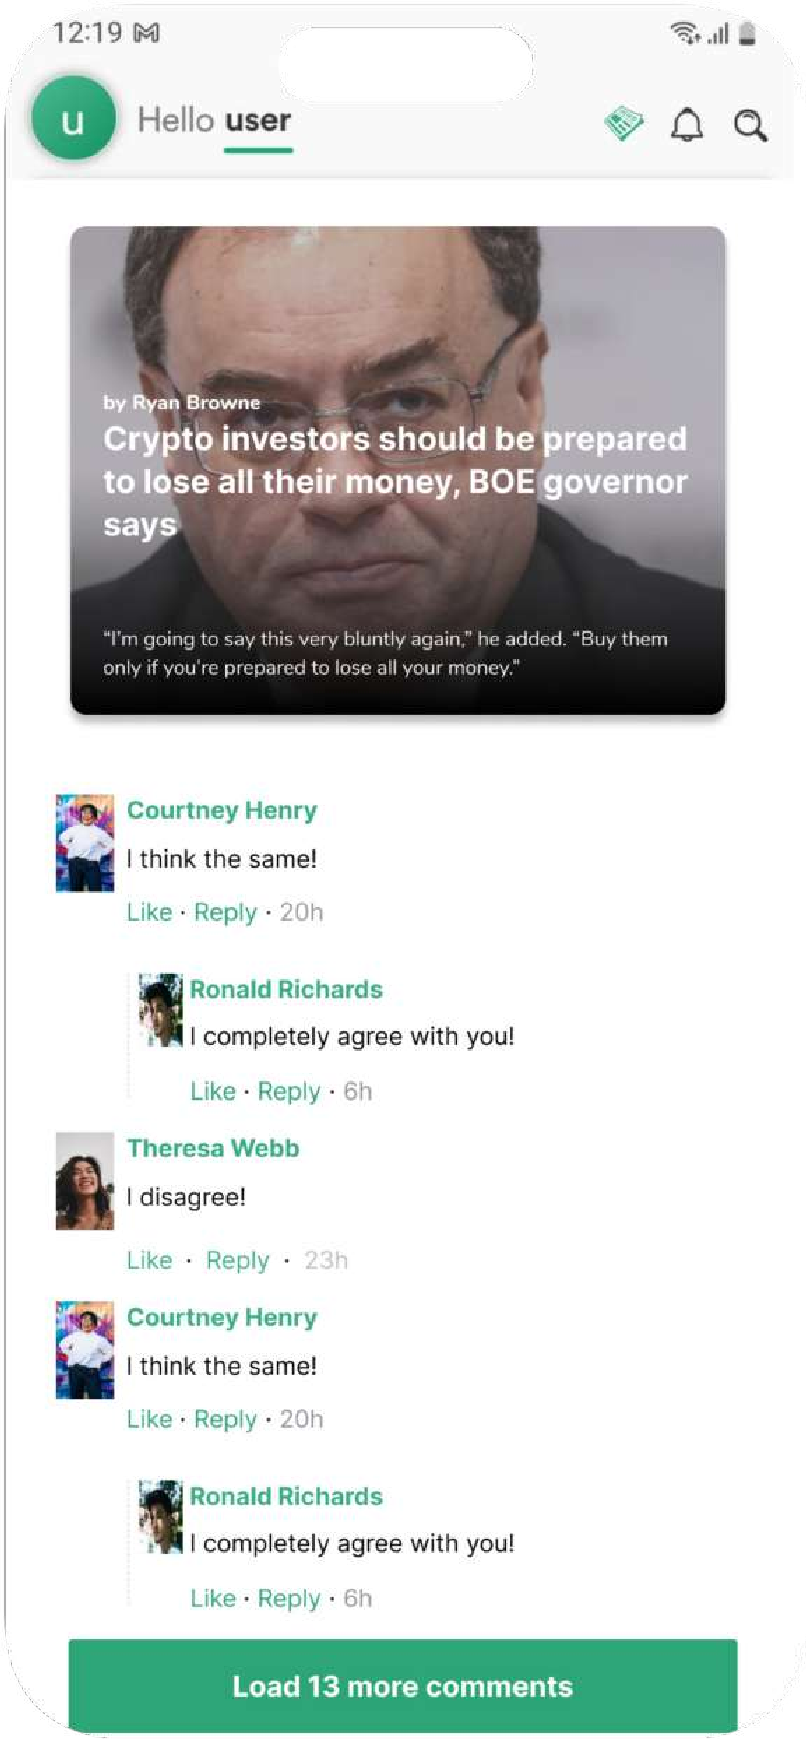 12:19
u
Hello user
by Ryan Browne
Crypto investors should be prepared
to lose all their money, BOE governor
says
“I’m going to say this very bluntly again,” he added. “Buy them
only if you’re prepared to lose all your money.”
Courtney Henry
I think the same!
Like · Reply · 20h
Ronald Richards
I completely agree with you!
Like · Reply · 6h
Theresa Webb
I disagree!
Like · Reply · 23h
Courtney Henry
I think the same!
Like · Reply · 20h
Ronald Richards
I completely agree with you!
Like · Reply · 6h
Load 13 more comments